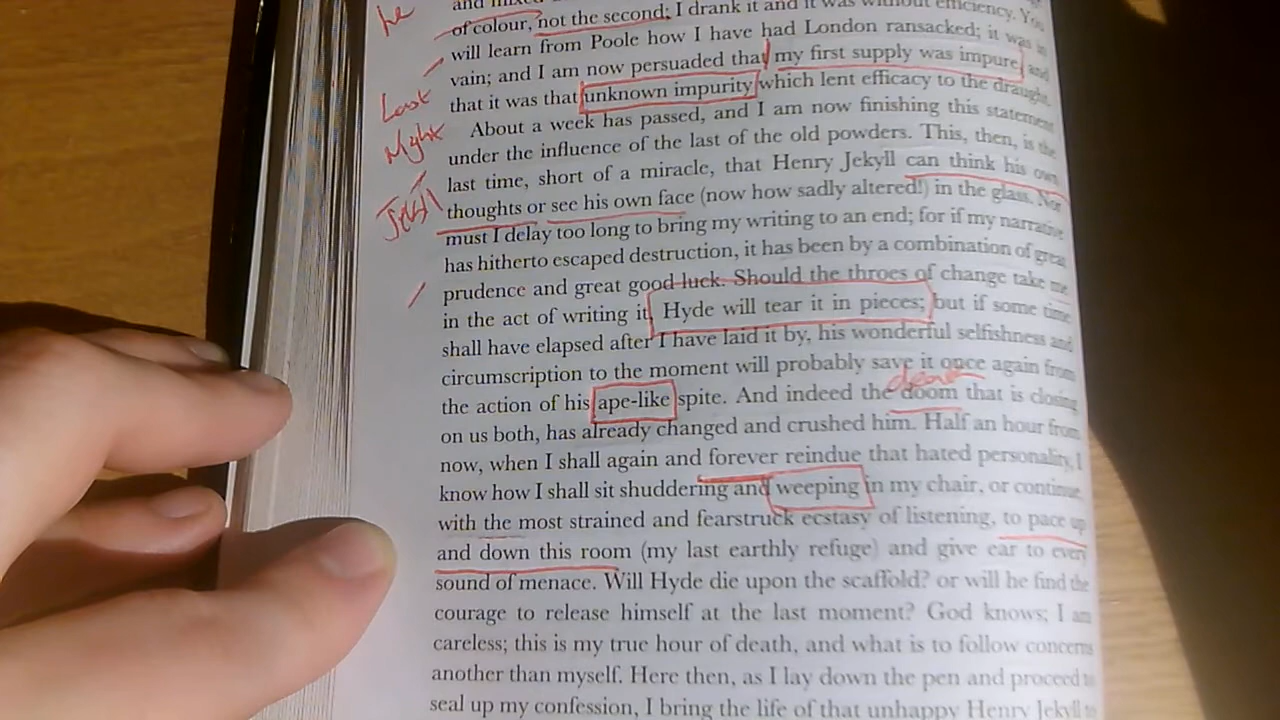 and mixed
of colour, not the second; I drank it and it was without efficiency. You
will learn from Poole how I have had London ransacked; it was in
vain; and I am now persuaded that my first supply was impure, and
that it was that unknown impurity which lent efficacy to the draught.
About a week has passed, and I am now finishing this statement
under the influence of the last of the old powders. This, then, is the
last time, short of a miracle, that Henry Jekyll can think his own
thoughts or see his own face (now how sadly altered!) in the glass. Nor
must I delay too long to bring my writing to an end; for if my narrative
has hitherto escaped destruction, it has been by a combination of great
prudence and great good luck. Should the throes of change take me
in the act of writing it, Hyde will tear it in pieces; but if some time
shall have elapsed after I have laid it by, his wonderful selfishness and
circumscription to the moment will probably save it once again from
the action of his ape-like spite. And indeed the doom that is closing
on us both, has already changed and crushed him. Half an hour from
now, when I shall again and forever reindue that hated personality, I
know how I shall sit shuddering and weeping in my chair, or continue,
with the most strained and fearstruck ecstasy of listening, to pace up
and down this room (my last earthly refuge) and give ear to every
sound of menace. Will Hyde die upon the scaffold? or will he find the
courage to release himself at the last moment? God knows; I am
careless; this is my true hour of death, and what is to follow concerns
another than myself. Here then, as I lay down the pen and proceed to
seal up my confession, I bring the life of that unhappy Henry Jekyll to
Last
Night